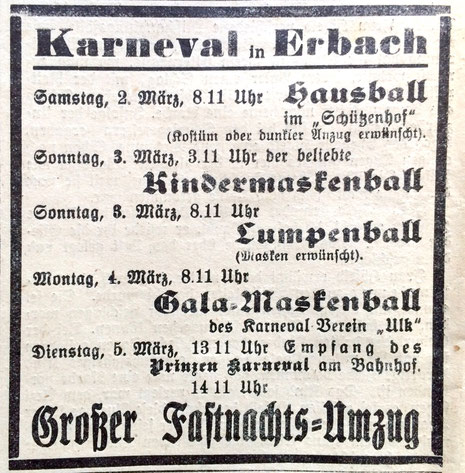 Karneval in Erbach
Samstag, 2. März, 8.11 Uhr Hausball
im „Schützenhof“
(Kostüm oder dunkler Anzug erwünscht).
Sonntag, 3. März, 3.11 Uhr der beliebte
Kindermaskenball
Sonntag, 3. März, 8.11 Uhr
Lumpenball
(Masken erwünscht).
Montag, 4. März, 8.11 Uhr
Gala-Maskenball
des Karneval-Verein „Ulk“
Dienstag, 5. März, 13 11 Uhr Empfang des
Prinzen Karneval am Bahnhof.
14 11 Uhr
Großer Fastnachts-Umzug